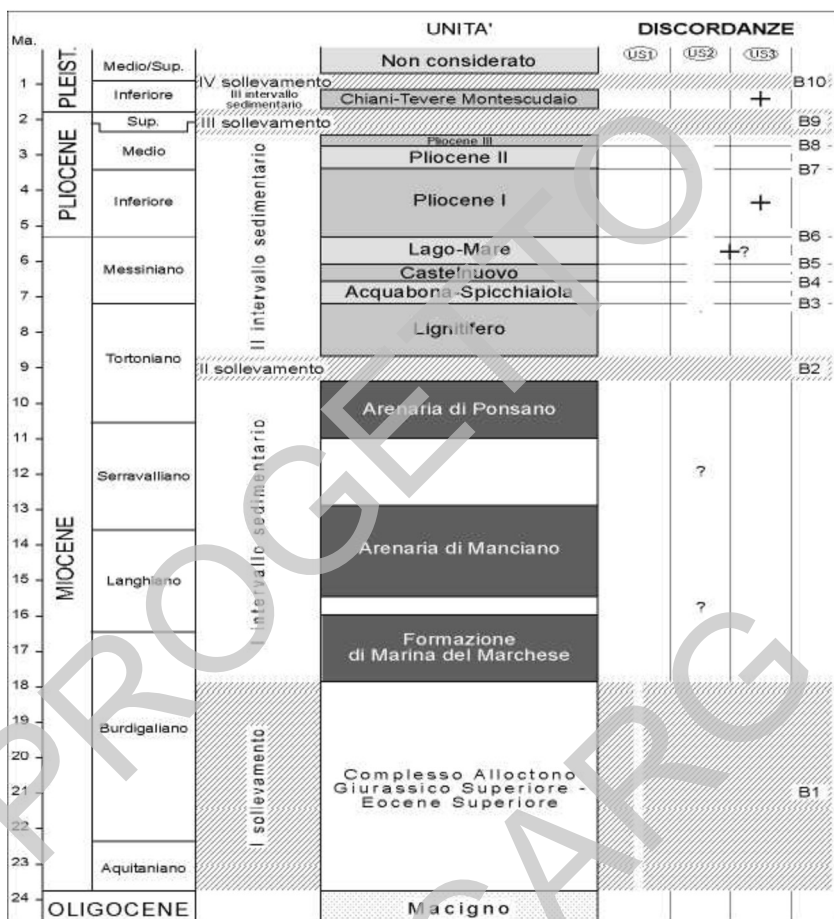 UNITA' DISCORDANZE
Ma. US1 US2 US3
PLEIST. Medio/Sup. Non considerato
1 IV sollevamento B10
Inferiore III intervallo sedimentario Chiani-Tevere Montescudaio +
2 Sup. III sollevamento B9
PLIOCENE Pliocene III B8
3 Medio Pliocene II
B7
4 Inferiore Pliocene I +
5 B6
II intervallo sedimentario
6 Messiniano Lago-Mare +?
B5
Castelnuovo
B4
7 Acquabona-Spicchiaiola
B3
8 Lignitifero
MIOCENE
9 Tortoniano II sollevamento B2
10 Arenaria di Ponsano
11
I intervallo sedimentario
12 Serravalliano ?
13
14 Arenaria di Manciano
15 Langhiano
16 ?
17 Formazione
di Marina del Marchese
18
19 Burdigaliano
20 I sollevamento
21 Complesso Alloctono
Giurassico Superiore -
Eocene Superiore
B1
22
23 Aquitaniano
24
OLIGOCENE Macigno
PROGETTO
CARG